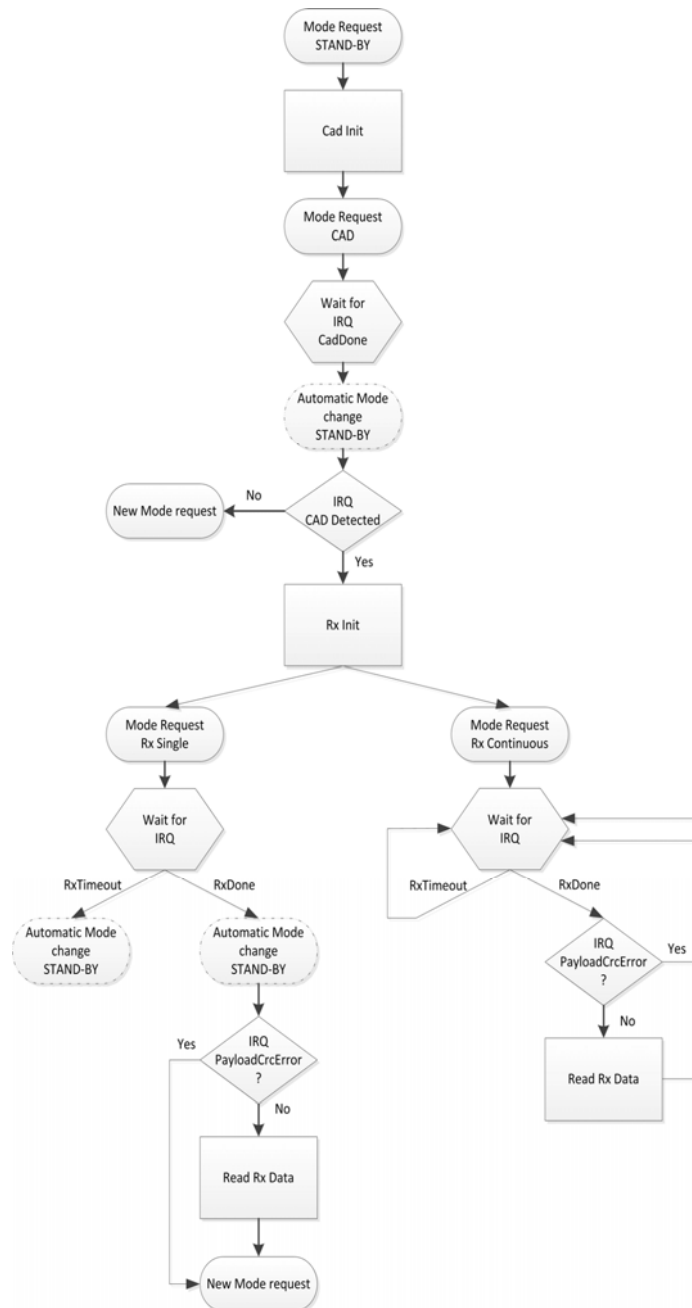 Mode Request
STAND-BY
Cad Init
Mode Request
CAD
Wait for
IRQ
CadDone
Automatic Mode
change
STAND-BY
New Mode request
No
IRQ
CAD Detected
Yes
Rx Init
Mode Request
Rx Single
Mode Request
Rx Continuous
Wait for
IRQ
Wait for
IRQ
RxTimeout
RxDone
RxTimeout
RxDone
Automatic Mode
change
STAND-BY
Automatic Mode
change
STAND-BY
IRQ
PayloadCrcError
?
Yes
No
Read Rx Data
Yes
IRQ
PayloadCrcError
?
No
Read Rx Data
New Mode request